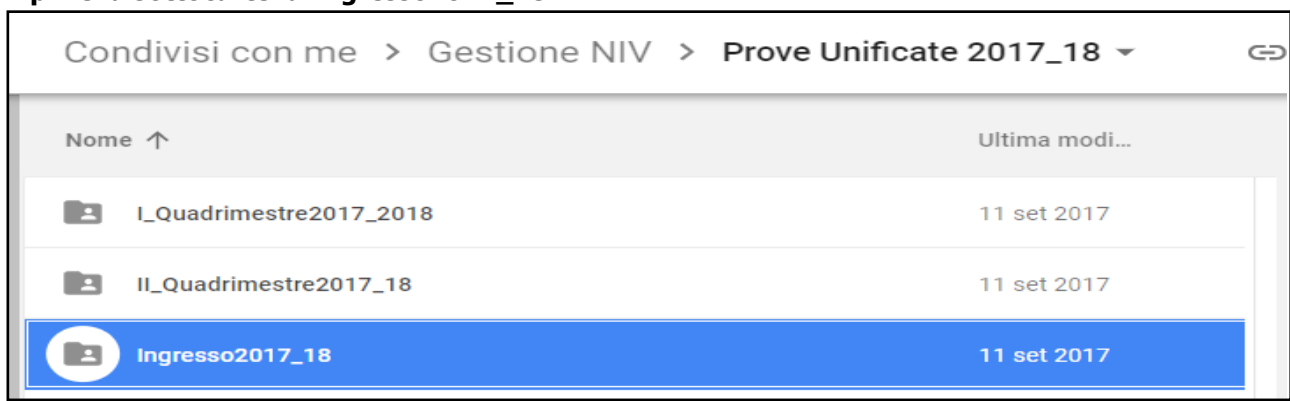 Condivisi con me > Gestione NIV > Prove Unificate 2017_18
Nome ↑ Ultima modi...
I_Quadrimestre2017_2018 11 set 2017
II_Quadrimestre2017_18 11 set 2017
Ingresso2017_18 11 set 2017